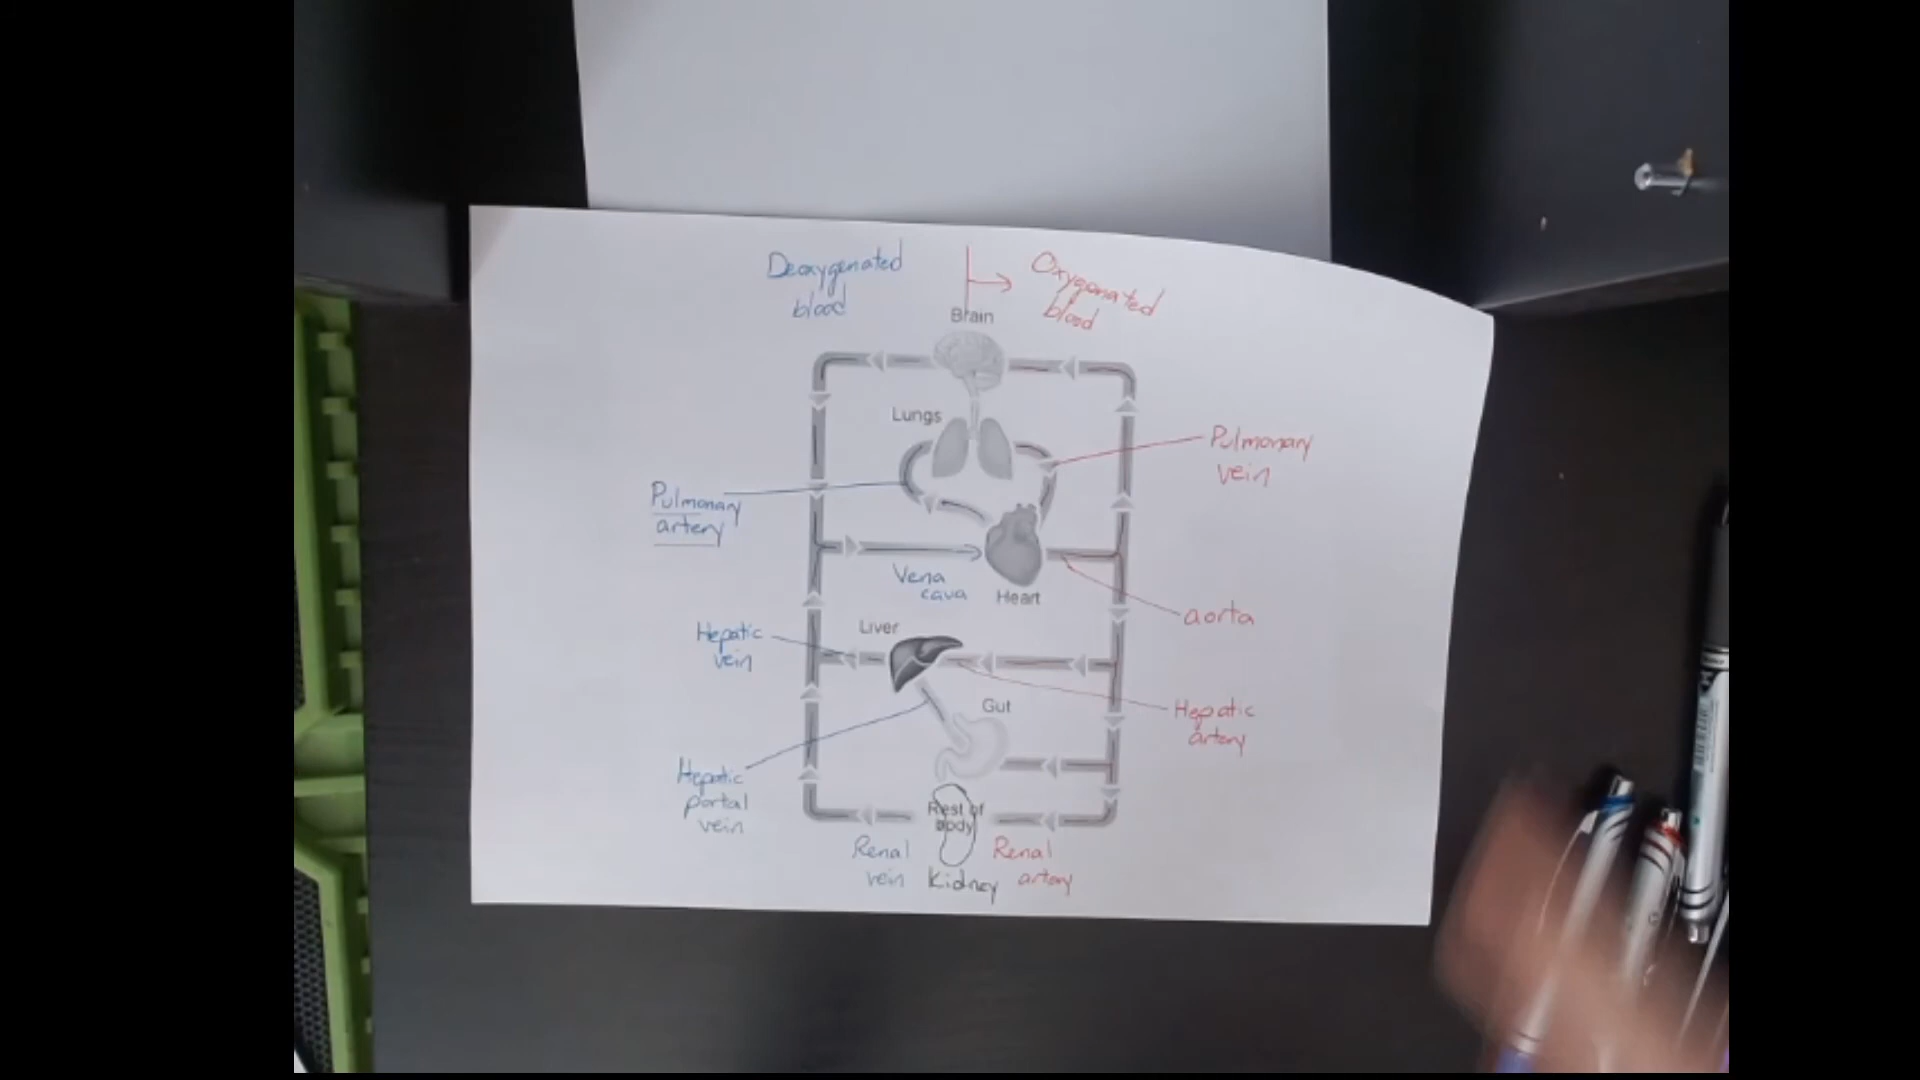 Deoxygenated
blood
Oxygenated
blood
Brain
Lungs
Pulmonary
vein
Pulmonary
artery
Vena
cava
Heart
aorta
Liver
Hepatic
vein
Gut
Hepatic
artery
Hepatic
portal
vein
Rest of
Body
Renal
vein
Kidney
Renal
artery